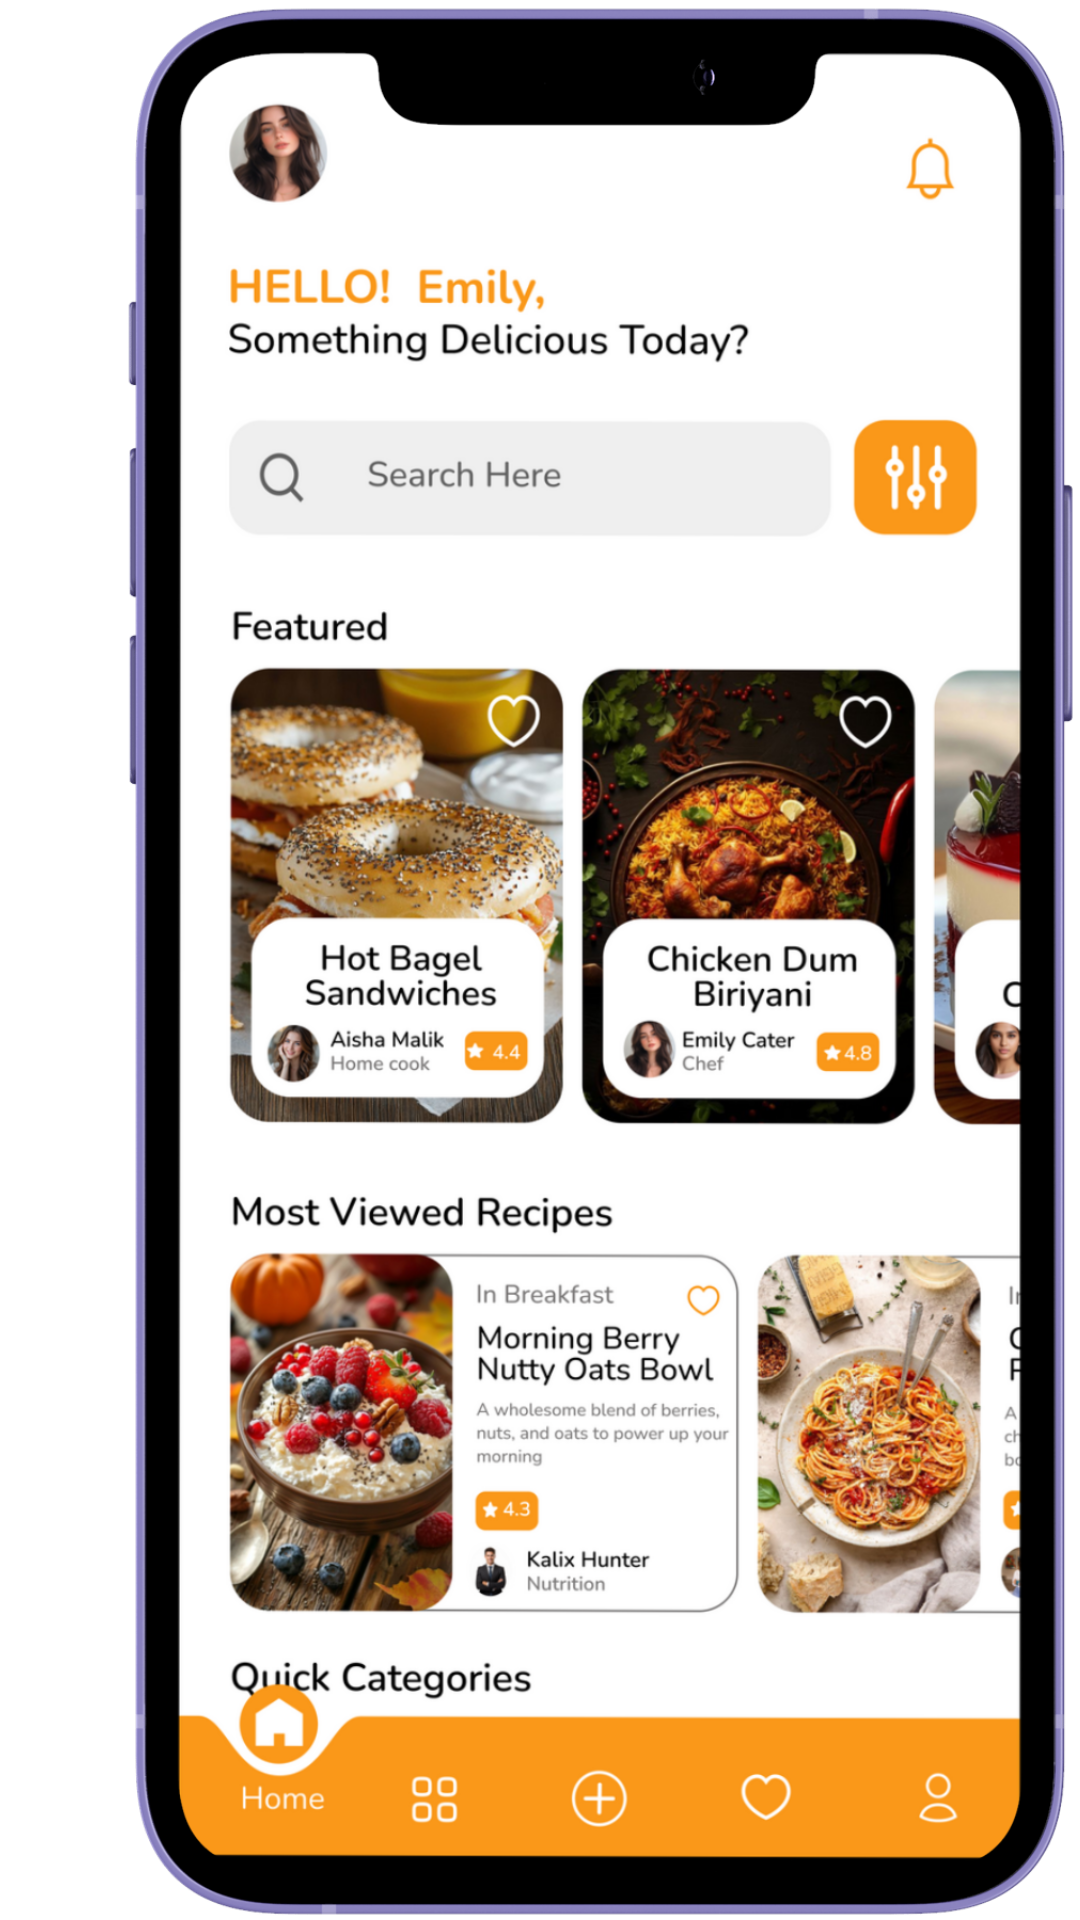 HELLO! Emily,
Something Delicious Today?
Search Here
Featured
Hot Bagel
Sandwiches
Aisha Malik
Home cook
4.4
Chicken Dum
Biriyani
Emily Cater
Chef
4.8
Most Viewed Recipes
In Breakfast
Morning Berry
Nutty Oats Bowl
A wholesome blend of berries,
nuts, and oats to power up your
morning
4.3
Kalix Hunter
Nutrition
Quick Categories
Home